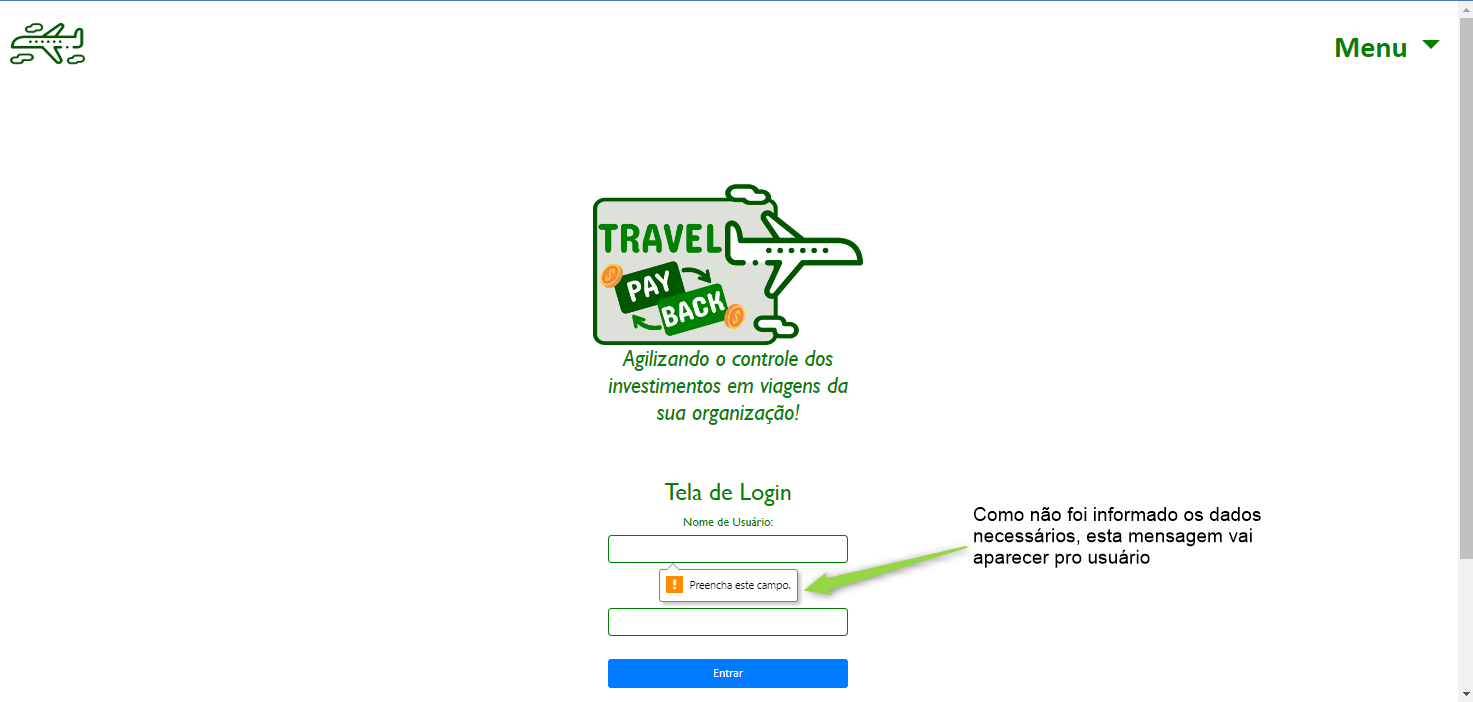 Menu
TRAVEL
PAY
BACK
Agilizando o controle dos
investimentos em viagens da
sua organização!
Tela de Login
Nome de Usuário:
Preencha este campo.
Entrar
Como não foi informado os dados
necessários, esta mensagem vai
aparecer pro usuário